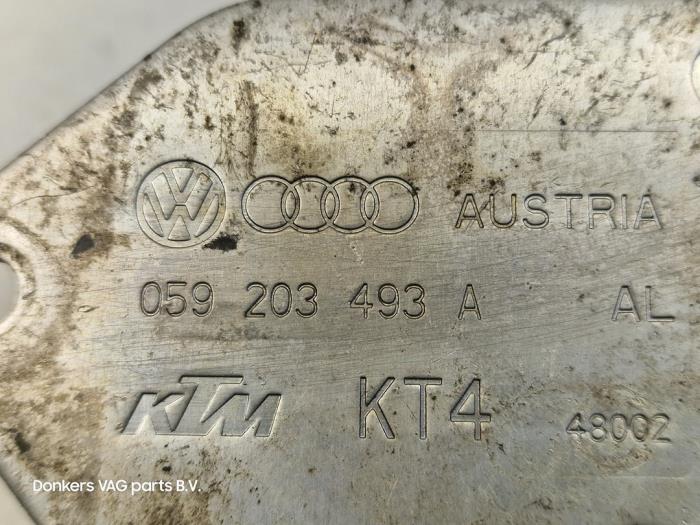 AUSTRIA
059 203 493 A AL
KTM KT4 48002
Donkers VAG parts B.V.